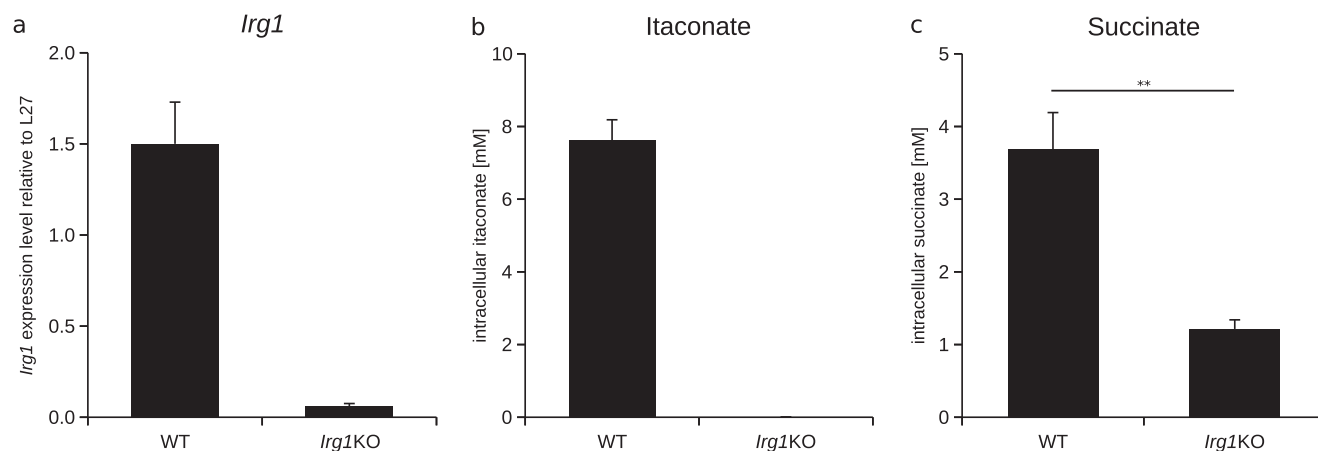 a
Irg1
Irg1 expression level relative to L27
2.0
1.5
1.0
0.5
0.0
WT
Irg1KO
b
Itaconate
intracellular itaconate [mM]
10
8
6
4
2
0
WT
Irg1KO
c
Succinate
intracellular succinate [mM]
5
4
3
2
1
0
**
WT
Irg1KO